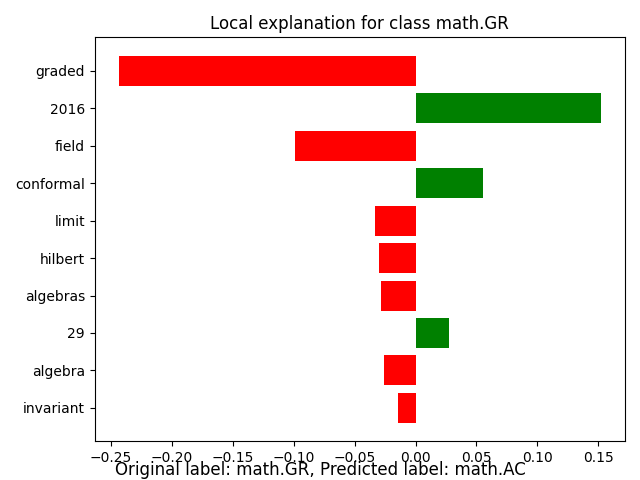 Local explanation for class math.GR
graded
2016
field
conformal
limit
hilbert
algebras
29
algebra
invariant
−0.25 −0.20 −0.15 −0.10 −0.05 0.00 0.05 0.10 0.15
Original label: math.GR, Predicted label: math.AC